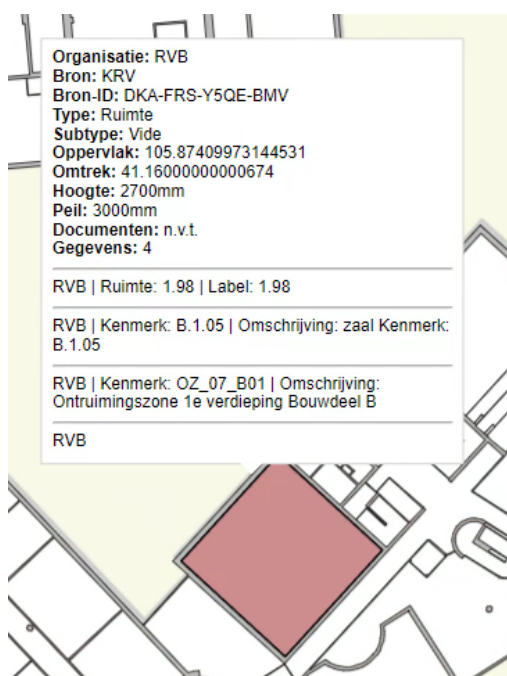 Organisatie: RVB
Bron: KRV
Bron-ID: DKA-FRS-Y5QE-BMV
Type: Ruimte
Subtype: Vide
Oppervlak: 105.87409973144531
Omtrek: 41.16000000000674
Hoogte: 2700mm
Peil: 3000mm
Documenten: n.v.t.
Gegevens: 4
RVB | Ruimte: 1.98 | Label: 1.98
RVB | Kenmerk: B.1.05 | Omschrijving: zaal Kenmerk:
B.1.05
RVB | Kenmerk: OZ_07_B01 | Omschrijving:
Ontruimingszone 1e verdieping Bouwdeel B
RVB